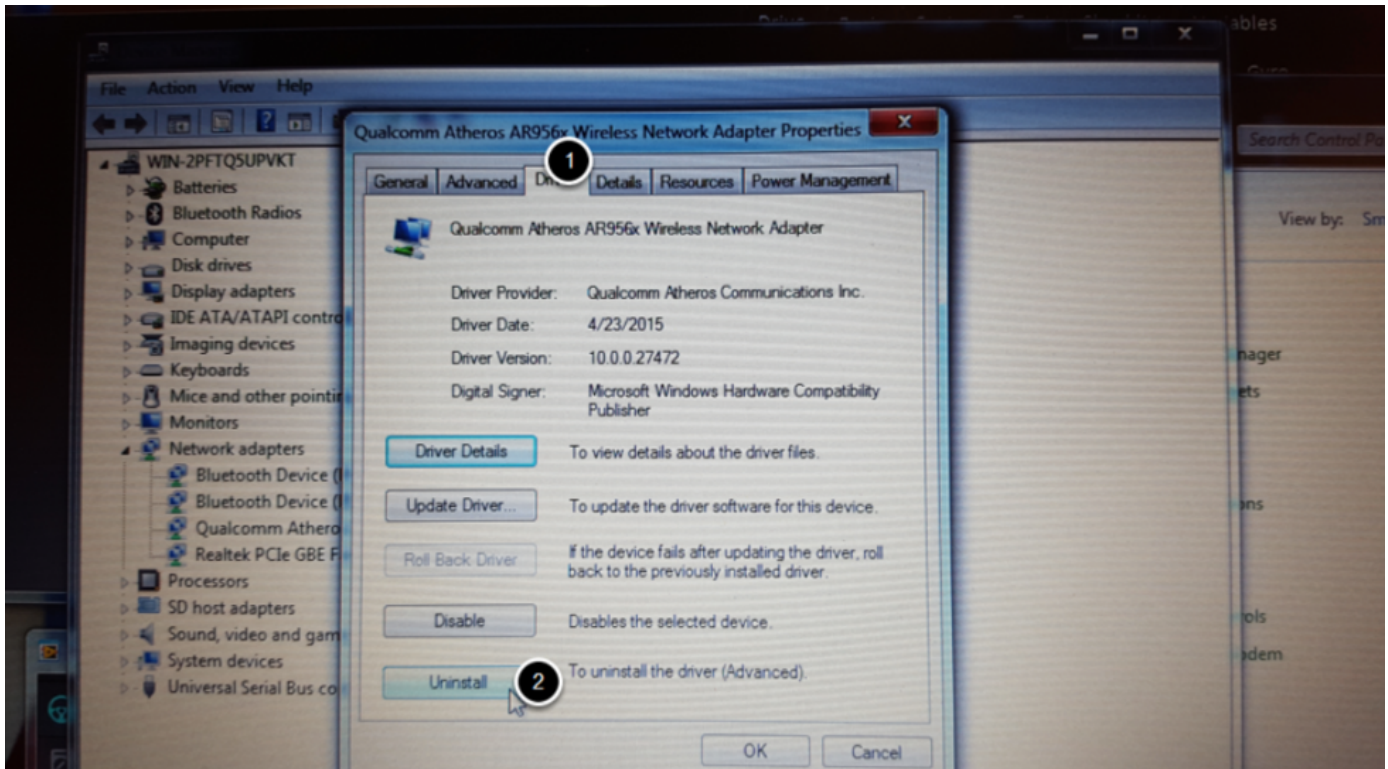 ables
File Action View Help
Qualcomm Atheros AR956x Wireless Network Adapter Properties
Search Control Pa
1
WIN-2PFTQ5UPVKT
General Advanced Details Resources Power Management
Batteries
Bluetooth Radios
Computer
Disk drives
Display adapters
IDE ATA/ATAPI contro
Imaging devices
Keyboards
Mice and other pointin
Monitors
Network adapters
Bluetooth Device (
Bluetooth Device (
Qualcomm Athero
Realtek PCIe GBE F
Processors
SD host adapters
Sound, video and gam
System devices
Universal Serial Bus co
Qualcomm Atheros AR956x Wireless Network Adapter
Driver Provider: Qualcomm Atheros Communications Inc.
Driver Date: 4/23/2015
Driver Version: 10.0.0.27472
Digital Signer: Microsoft Windows Hardware Compatibility
Publisher
Driver Details To view details about the driver files.
Update Driver... To update the driver software for this device.
Roll Back Driver If the device fails after updating the driver, roll
back to the previously installed driver.
Disable Disables the selected device.
Uninstall 2 To uninstall the driver (Advanced).
OK Cancel
View by: Sm
nager
ets
ons
ols
odem